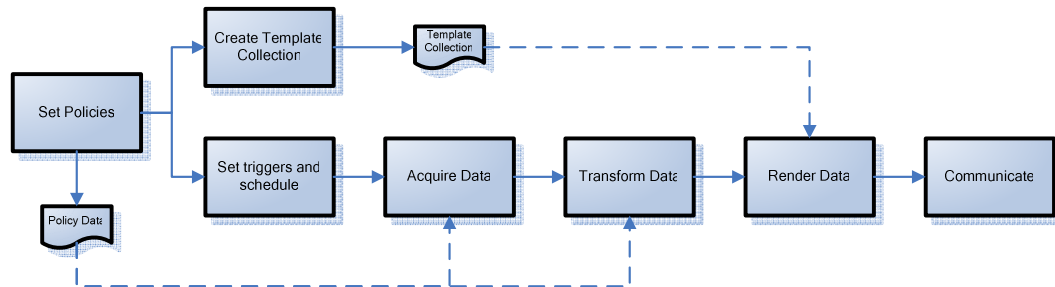 Create Template
Collection
Template
Collection
Set Policies
Set triggers and
schedule
Acquire Data
Transform Data
Render Data
Communicate
Policy Data